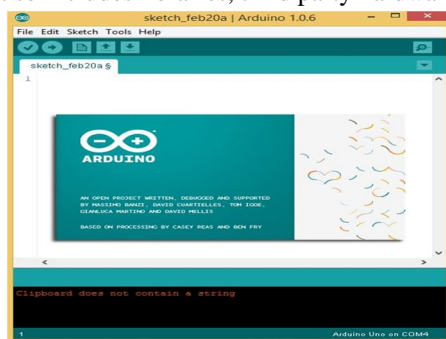 sketch_feb20a | Arduino 1.0.6
File Edit Sketch Tools Help
sketch_feb20a §
1
ARDUINO
AN OPEN PROJECT WRITTEN, DEBUGGED AND SUPPORTED
BY MASSIMO BANZI, DAVID CUARTIELLES, TOM IGOE,
GIANLUCA MARTINO AND DAVID MELLIS
BASED ON PROCESSING BY CASEY REAS AND BEN FRY
Clipboard does not contain a string
1 Arduino Uno on COM4